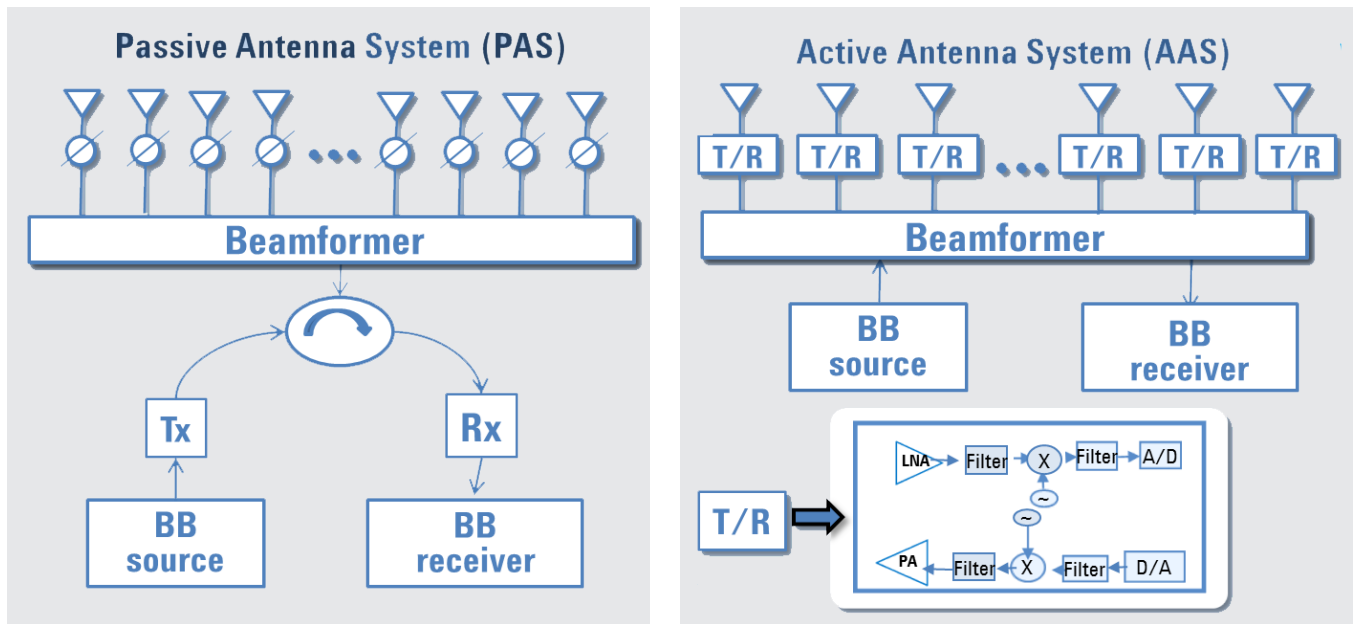 Passive Antenna System (PAS)
Beamformer
Tx
Rx
BB
source
BB
receiver
Active Antenna System (AAS)
T/R
T/R
T/R
T/R
T/R
T/R
Beamformer
BB
source
BB
receiver
T/R
LNA
Filter
X
Filter
A/D
~
~
PA
Filter
X
Filter
D/A